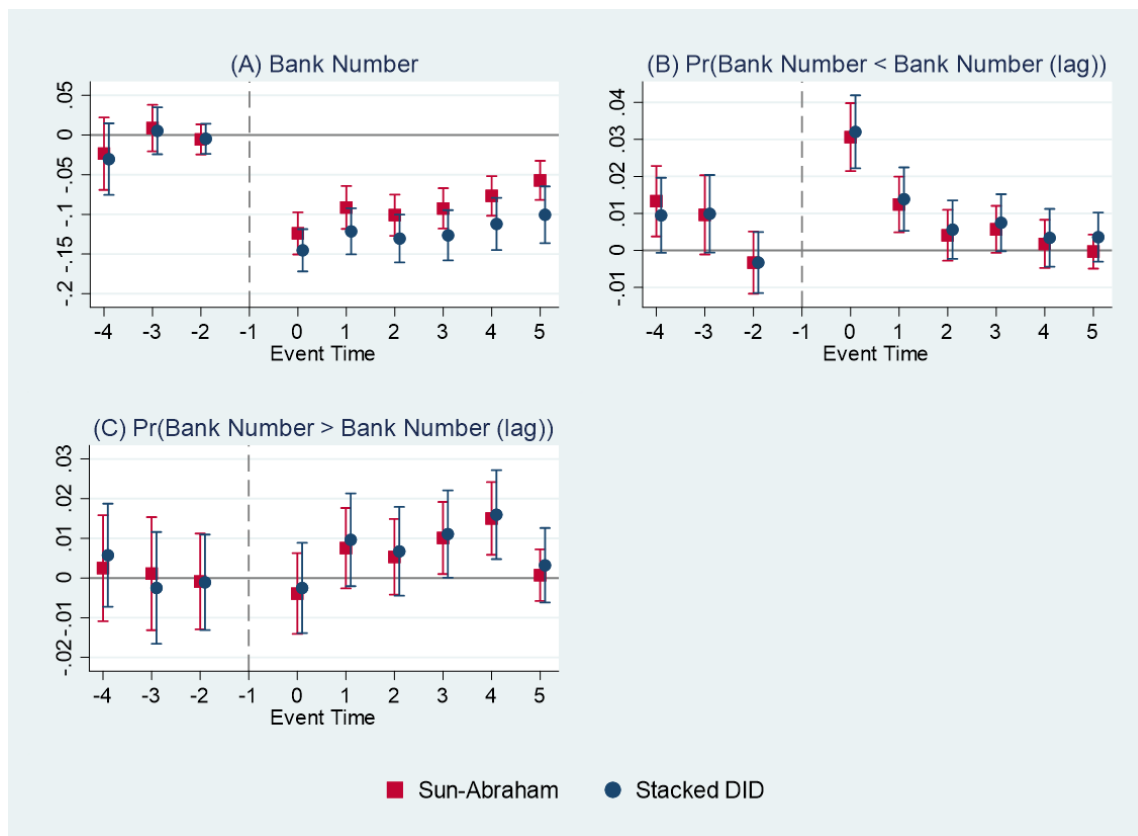 (A) Bank Number
.05
0
-.05
-.1
-.15
-.2
-4 -3 -2 -1 0 1 2 3 4 5
Event Time
(B) Pr(Bank Number < Bank Number (lag))
.04
.03
.02
.01
0
-.01
-4 -3 -2 -1 0 1 2 3 4 5
Event Time
(C) Pr(Bank Number > Bank Number (lag))
.03
.02
.01
0
-.01
-.02
-4 -3 -2 -1 0 1 2 3 4 5
Event Time
Sun-Abraham Stacked DID